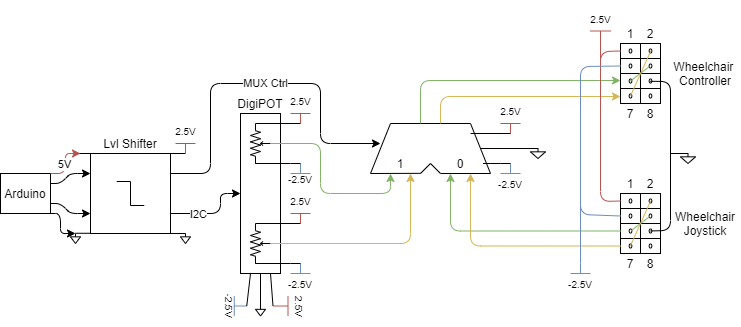 2.5V
1 2
Wheelchair
Controller
7 8
MUX Ctrl
DigiPOT
2.5V
2.5V
Lvl Shifter
2.5V
5V
1 0
-2.5V
-2.5V
Arduino
I2C
2.5V
1 2
Wheelchair
Joystick
7 8
-2.5V
-2.5V
-2.5V
2.5V